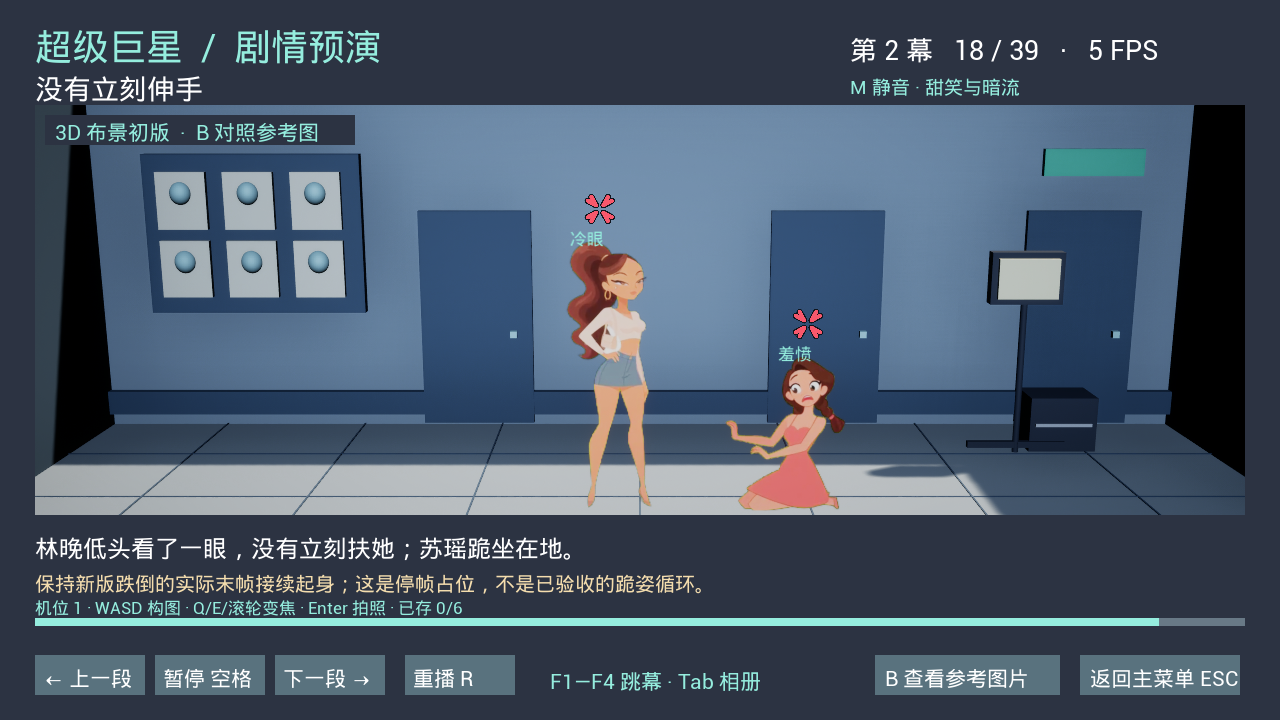 超级巨星 / 剧情预演
第 2 幕 18 / 39 · 5 FPS
没有立刻伸手
M 静音 · 甜笑与暗流
3D 布景初版 · B 对照参考图
冷眼
羞愤
林晚低头看了一眼，没有立刻扶她；苏瑶跪坐在地。
保持新版跌倒的实际末帧接续起身；这是停帧占位，不是已验收的跪姿循环。
机位 1 · WASD 构图 · Q/E/滚轮变焦 · Enter 拍照 · 已存 0/6
← 上一段
暂停 空格
下一段 →
重播 R
F1—F4 跳幕 · Tab 相册
B 查看参考图片
返回主菜单 ESC